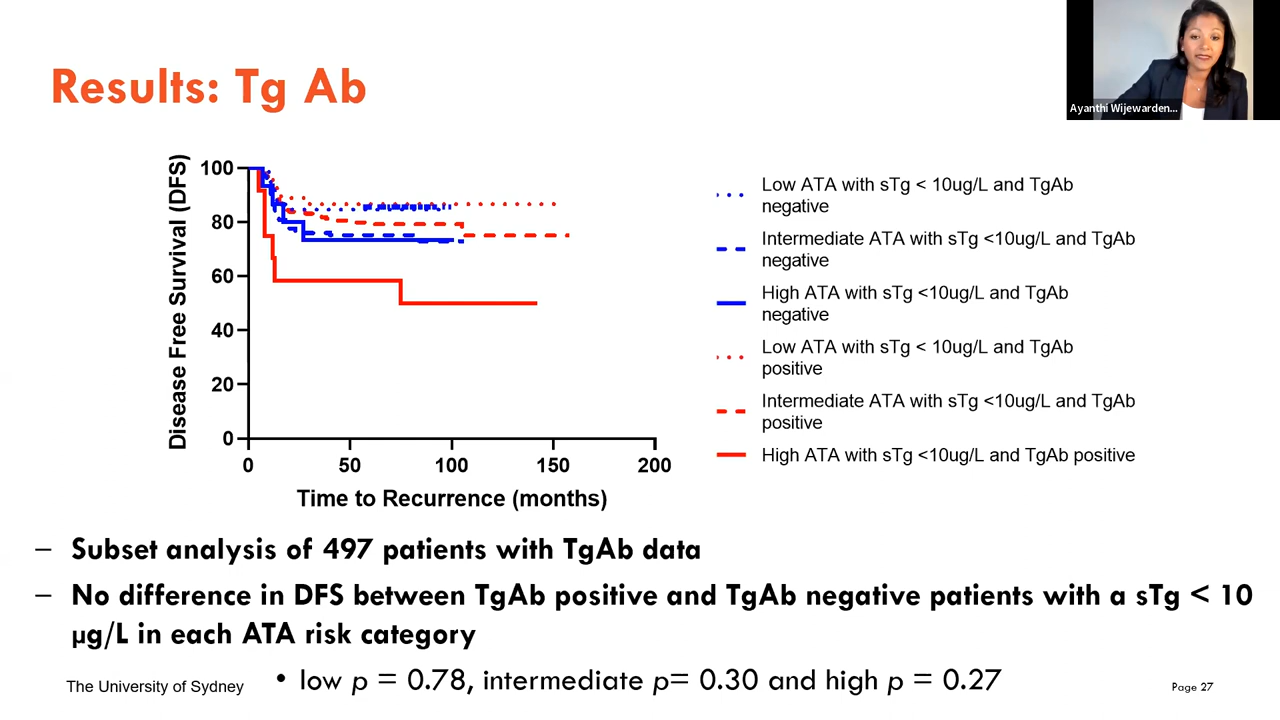 Results: Tg Ab
Ayanthi Wijewarden...
Disease Free Survival (DFS)
100
80
60
40
20
0
0 50 100 150 200
Time to Recurrence (months)
Low ATA with sTg < 10ug/L and TgAb
negative
Intermediate ATA with sTg <10ug/L and TgAb
negative
High ATA with sTg <10ug/L and TgAb
negative
Low ATA with sTg < 10ug/L and TgAb
positive
Intermediate ATA with sTg <10ug/L and TgAb
positive
High ATA with sTg <10ug/L and TgAb positive
– Subset analysis of 497 patients with TgAb data
– No difference in DFS between TgAb positive and TgAb negative patients with a sTg < 10
µg/L in each ATA risk category
• low p = 0.78, intermediate p= 0.30 and high p = 0.27
The University of Sydney
Page 27